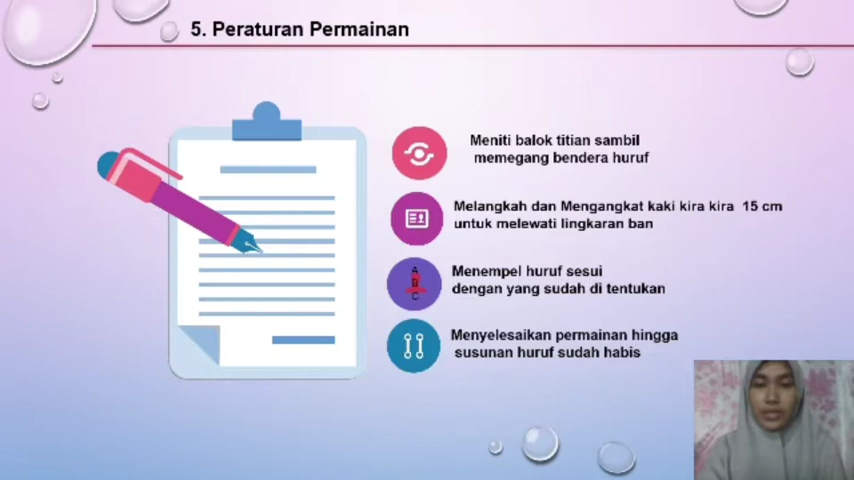 5. Peraturan Permainan
Meniti balok titian sambil
memegang bendera huruf
Melangkah dan Mengangkat kaki kira kira 15 cm
untuk melewati lingkaran ban
A
B
C
Menempel huruf sesui
dengan yang sudah di tentukan
Menyelesaikan permainan hingga
susunan huruf sudah habis